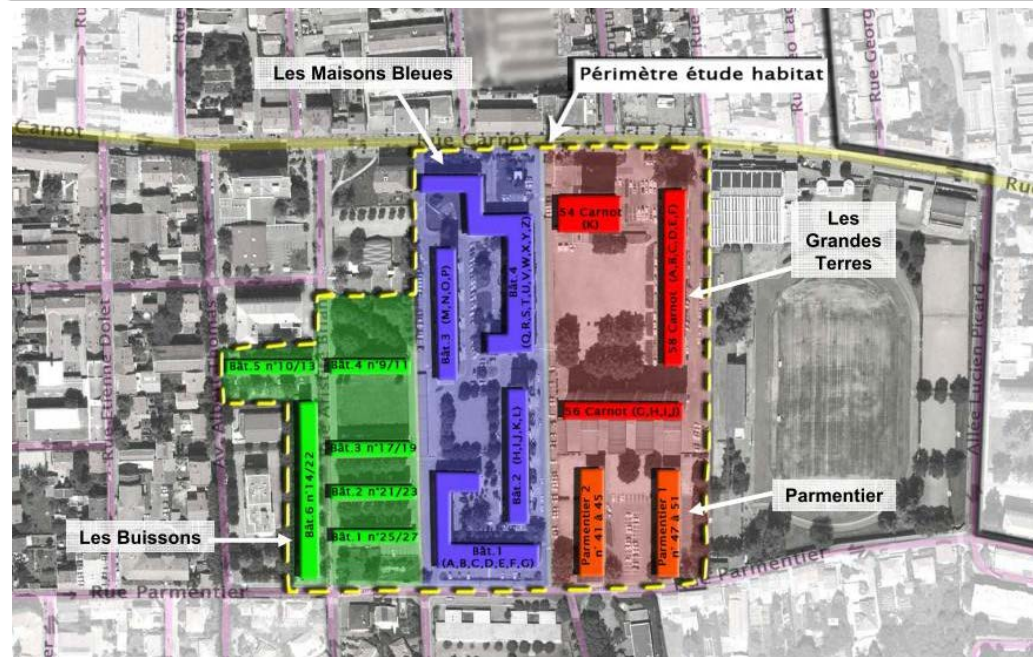 Les Maisons Bleues
Périmètre étude habitat
Carnot
Rue Carnot
Rue Georg
Les
Grandes
Terres
54 Carnot
(K)
58 Carnot (A,B,C,D,E,F)
Bât.4
(Q,R,S,T,U,V,W,X,Y,Z)
Bât.3 (M,N,O,P)
Bât.5 n°10/13
Bât.4 n°9/11
Rue Etienne Dolet
Allée Lucien Picard
56 Carnot (G,H,I,J)
Bât.2 (H,I,J,K,L)
Bât.3 n°17/19
Bât.2 n°21/23
Bât.1 n°25/27
Bât.6 n°14/22
Parmentier 2
n° 41 à 45
Parmentier 1
n° 47 à 51
Parmentier
Les Buissons
Bât.1
(A,B,C,D,E,F,G)
Rue Parmentier
Parmentier